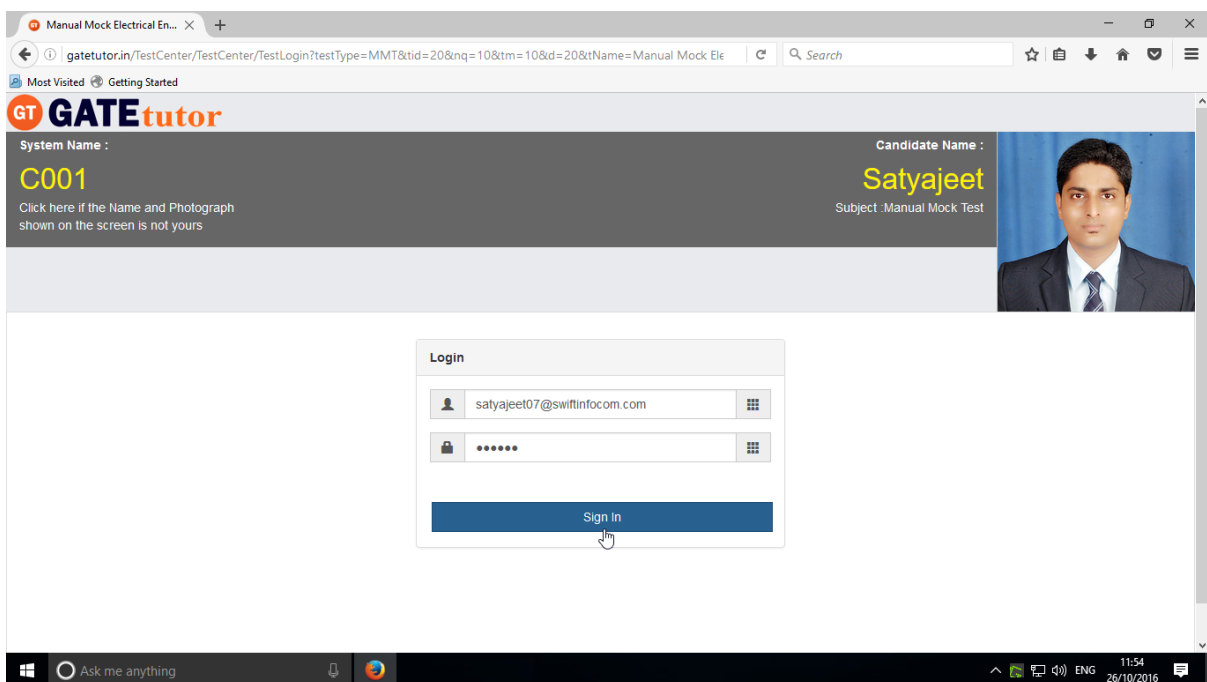 Manual Mock Electrical En...
gatetutor.in/TestCenter/TestCenter/TestLogin?testType=MMT&tid=20&nq=10&tm=10&d=20&tName=Manual Mock Ele
Search
Most Visited Getting Started
GT GATEtutor
System Name :
C001
Click here if the Name and Photograph
shown on the screen is not yours
Candidate Name :
Satyajeet
Subject :Manual Mock Test
Login
satyajeet07@swiftinfocom.com
Sign In
Ask me anything
ENG
11:54
26/10/2016